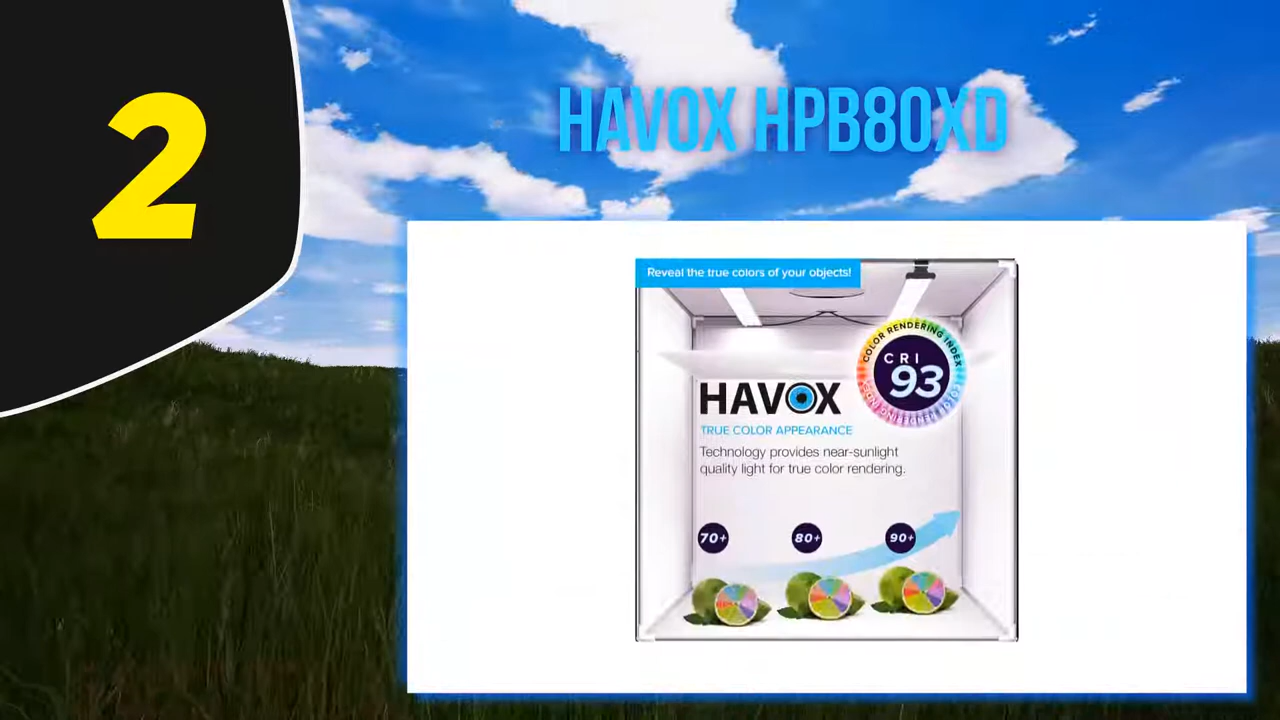 2
HAVOX HPB80XD
Reveal the true colors of your objects!
COLOR RENDERING INDEX
CRI
93
HAVOX
TRUE COLOR APPEARANCE
Technology provides near-sunlight
quality light for true color rendering.
70+
80+
90+